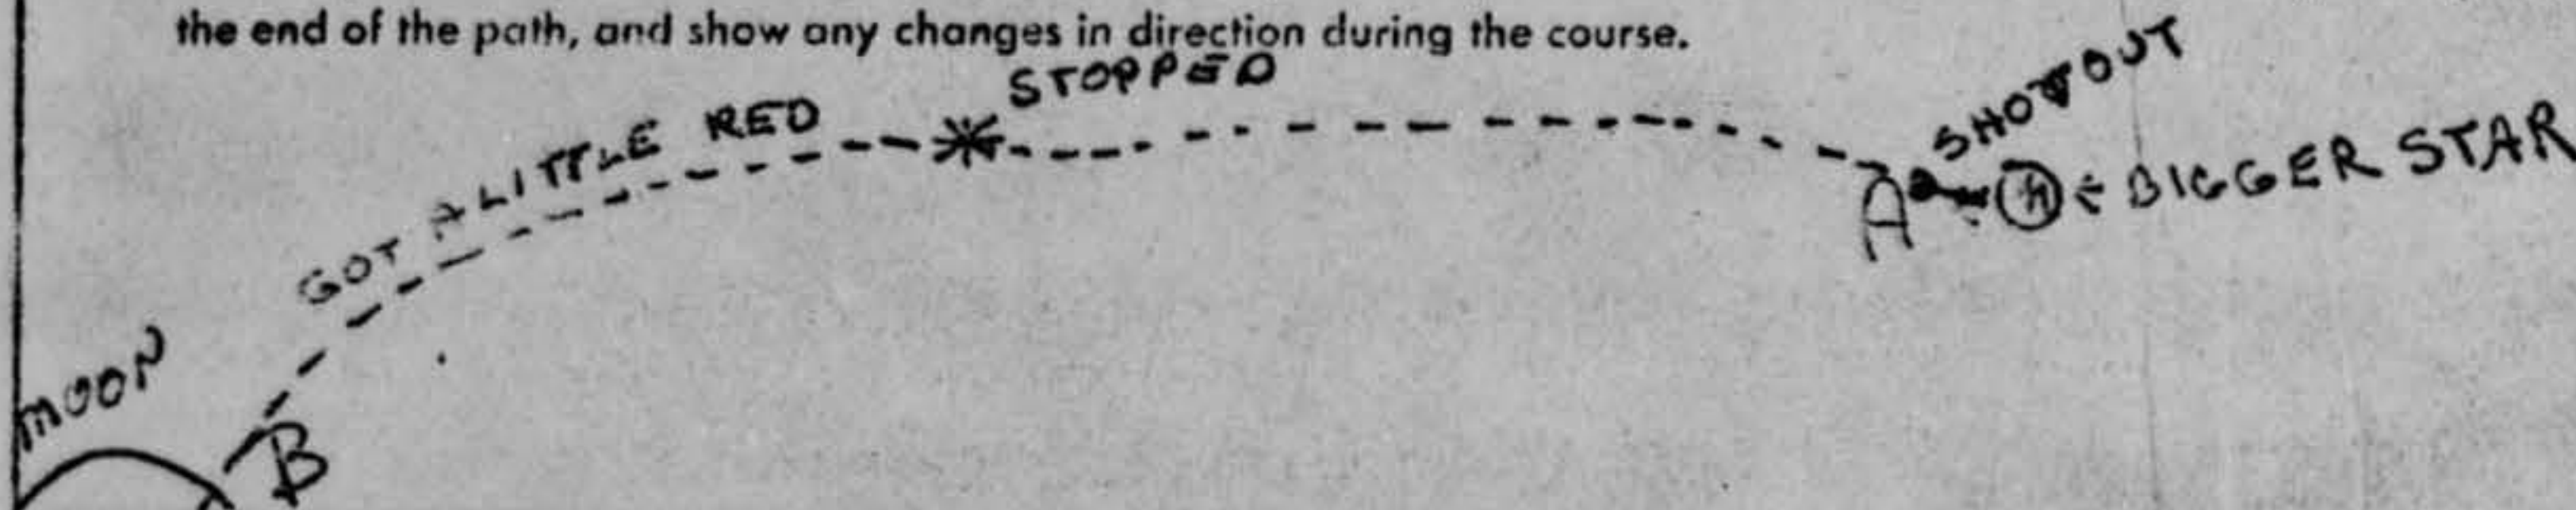 the end of the path, and show any changes in direction during the course.
STOPPED
SHOT OUT
GOT A LITTLE RED
A
← BIGGER STAR
MOON
B